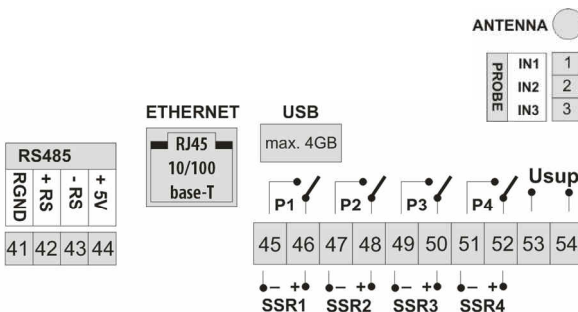 ANTENNA
PROBE
IN1 1
IN2 2
IN3 3
ETHERNET
RJ45
10/100
base-T
USB
max. 4GB
RS485
RGND + RS - RS + 5V
41 42 43 44
P1 P2 P3 P4 Usup
45 46 47 48 49 50 51 52 53 54
– + – + – + – +
SSR1 SSR2 SSR3 SSR4